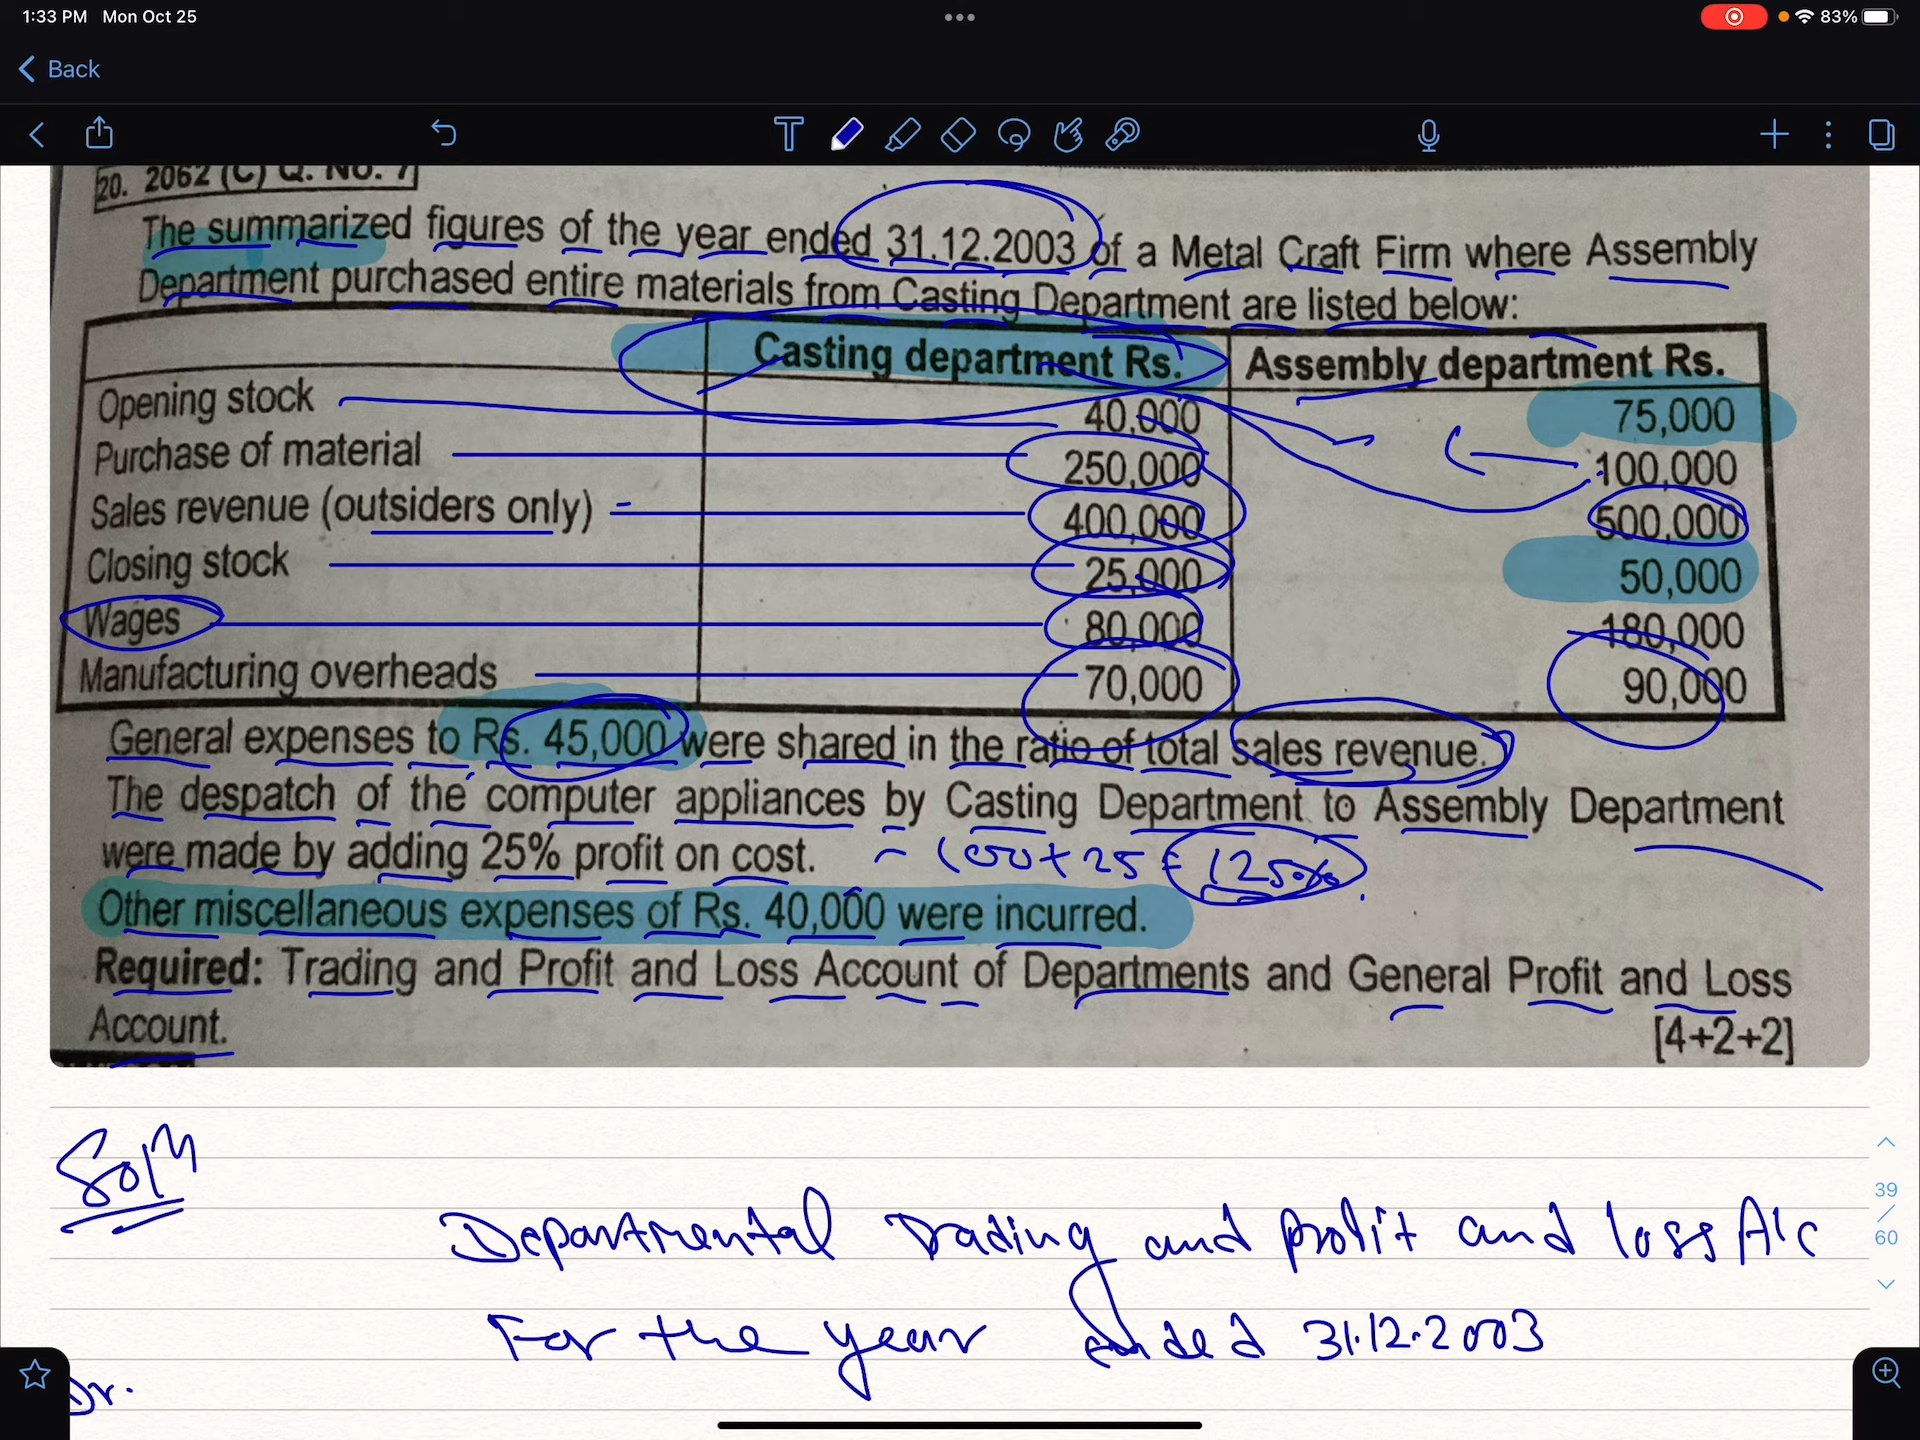 1:33 PM Mon Oct 25
83%
Back
20. 2062 (C) Q. No. 7
The summarized figures of the year ended 31.12.2003 of a Metal Craft Firm where Assembly
Department purchased entire materials from Casting Department are listed below:
Casting department Rs. Assembly department Rs.
Opening stock 40,000 75,000
Purchase of material 250,000 100,000
Sales revenue (outsiders only) 400,000 500,000
Closing stock 25,000 50,000
Wages 80,000 180,000
Manufacturing overheads 70,000 90,000
General expenses to Rs. 45,000 were shared in the ratio of total sales revenue.
The despatch of the computer appliances by Casting Department to Assembly Department
were made by adding 25% profit on cost. 100+25 = 125%
Other miscellaneous expenses of Rs. 40,000 were incurred.
Required: Trading and Profit and Loss Account of Departments and General Profit and Loss
Account. [4+2+2]
Soln
39
60
Departmental Trading and profit and loss A/c
For the year ended 31.12.2003
Dr.